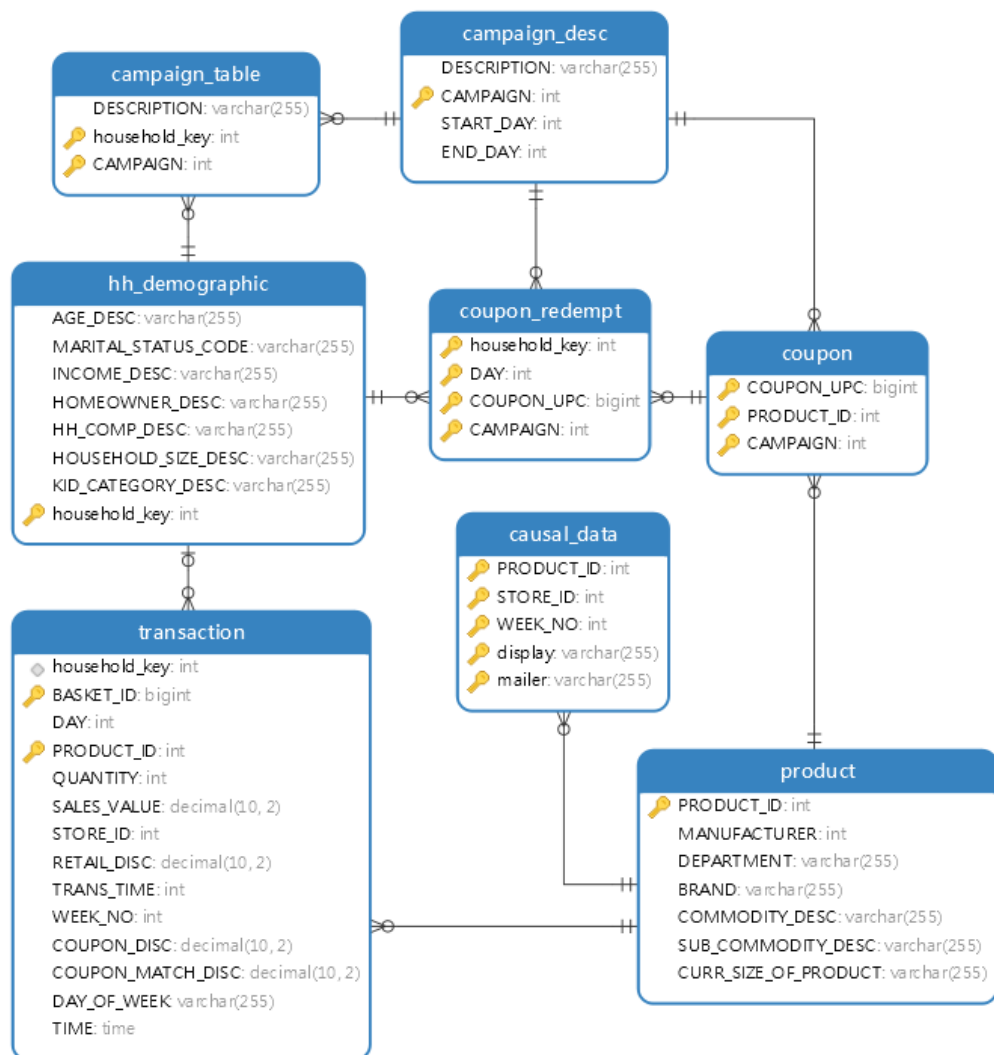 campaign_table
DESCRIPTION: varchar(255)
household_key: int
CAMPAIGN: int
campaign_desc
DESCRIPTION: varchar(255)
CAMPAIGN: int
START_DAY: int
END_DAY: int
hh_demographic
AGE_DESC: varchar(255)
MARITAL_STATUS_CODE: varchar(255)
INCOME_DESC: varchar(255)
HOMEOWNER_DESC: varchar(255)
HH_COMP_DESC: varchar(255)
HOUSEHOLD_SIZE_DESC: varchar(255)
KID_CATEGORY_DESC: varchar(255)
household_key: int
coupon_redempt
household_key: int
DAY: int
COUPON_UPC: bigint
CAMPAIGN: int
coupon
COUPON_UPC: bigint
PRODUCT_ID: int
CAMPAIGN: int
causal_data
PRODUCT_ID: int
STORE_ID: int
WEEK_NO: int
display: varchar(255)
mailer: varchar(255)
transaction
household_key: int
BASKET_ID: bigint
DAY: int
PRODUCT_ID: int
QUANTITY: int
SALES_VALUE: decimal(10, 2)
STORE_ID: int
RETAIL_DISC: decimal(10, 2)
TRANS_TIME: int
WEEK_NO: int
COUPON_DISC: decimal(10, 2)
COUPON_MATCH_DISC: decimal(10, 2)
DAY_OF_WEEK: varchar(255)
TIME: time
product
PRODUCT_ID: int
MANUFACTURER: int
DEPARTMENT: varchar(255)
BRAND: varchar(255)
COMMODITY_DESC: varchar(255)
SUB_COMMODITY_DESC: varchar(255)
CURR_SIZE_OF_PRODUCT: varchar(255)